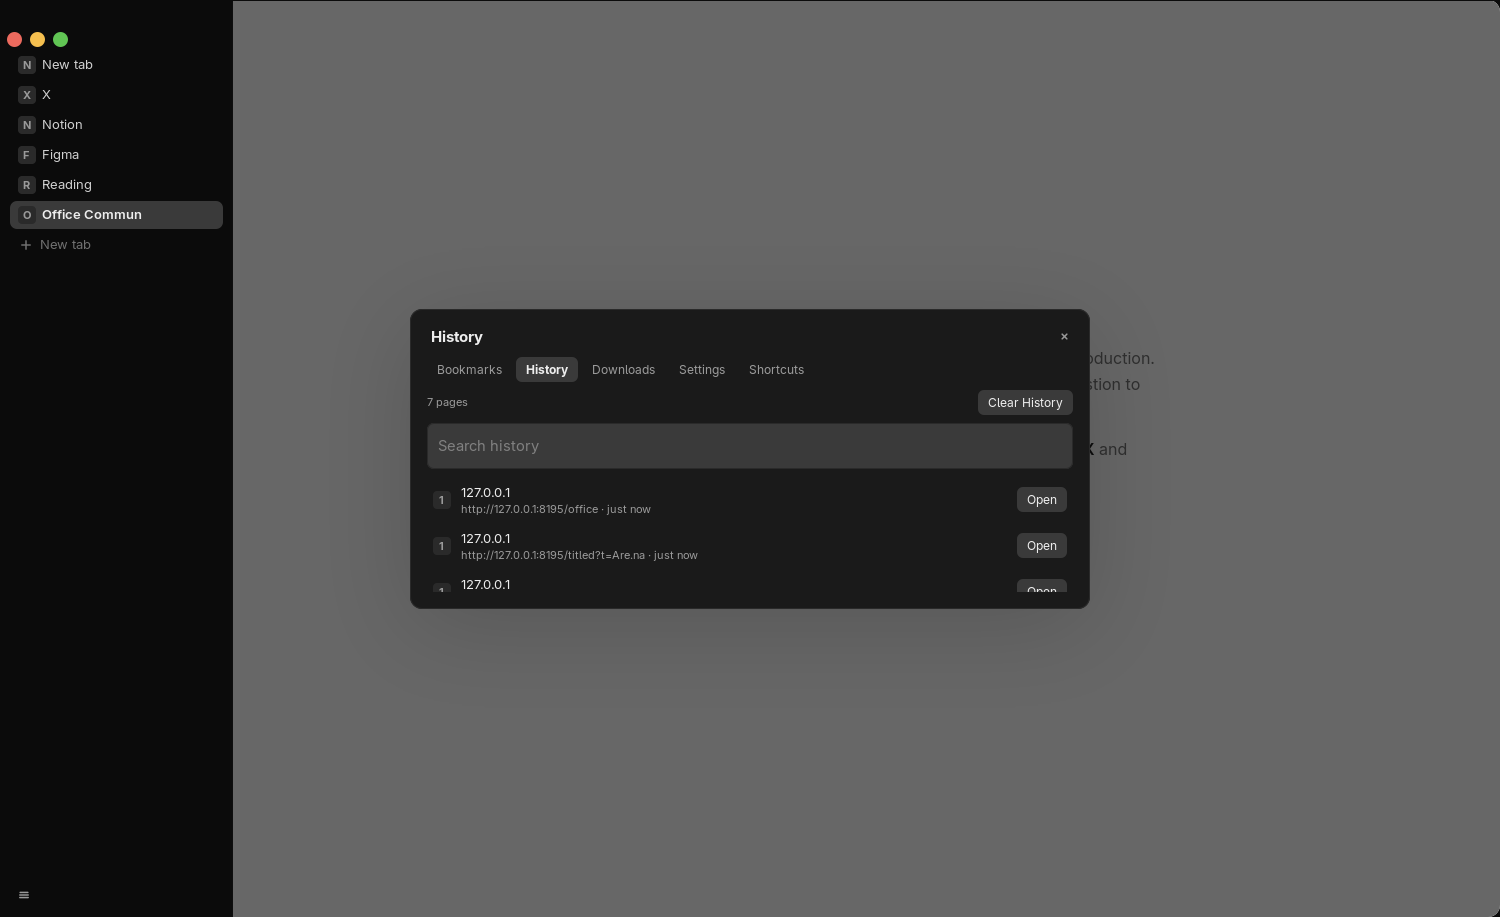 N New tab
X X
N Notion
F Figma
R Reading
O Office Commun
+ New tab
History
×
Bookmarks History Downloads Settings Shortcuts
7 pages
Clear History
Search history
1 127.0.0.1
http://127.0.0.1:8195/office · just now
Open
1 127.0.0.1
http://127.0.0.1:8195/titled?t=Are.na · just now
Open
1 127.0.0.1
Open
oduction.
stion to
X and